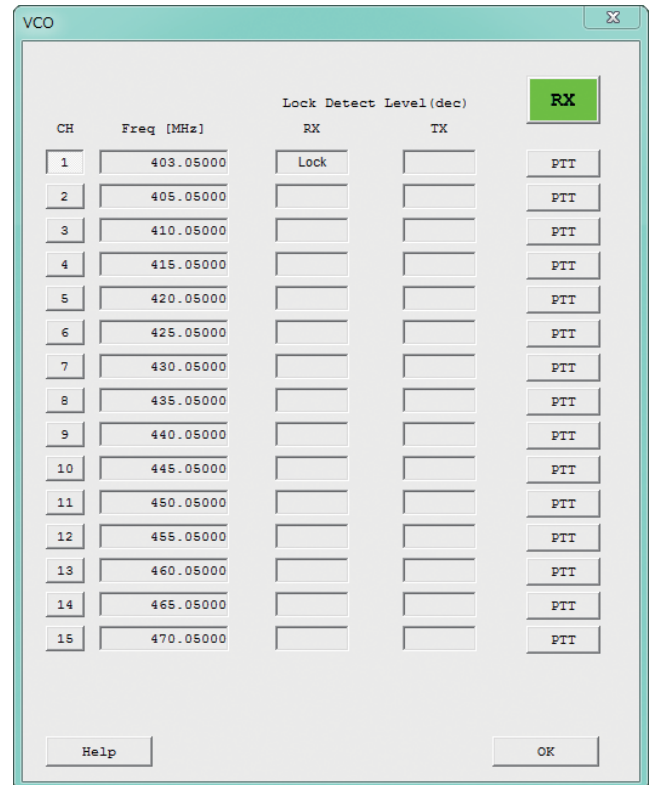 VCO
RX
Lock Detect Level(dec)
CH Freq [MHz] RX TX
1 403.05000 Lock PTT
2 405.05000 PTT
3 410.05000 PTT
4 415.05000 PTT
5 420.05000 PTT
6 425.05000 PTT
7 430.05000 PTT
8 435.05000 PTT
9 440.05000 PTT
10 445.05000 PTT
11 450.05000 PTT
12 455.05000 PTT
13 460.05000 PTT
14 465.05000 PTT
15 470.05000 PTT
Help OK